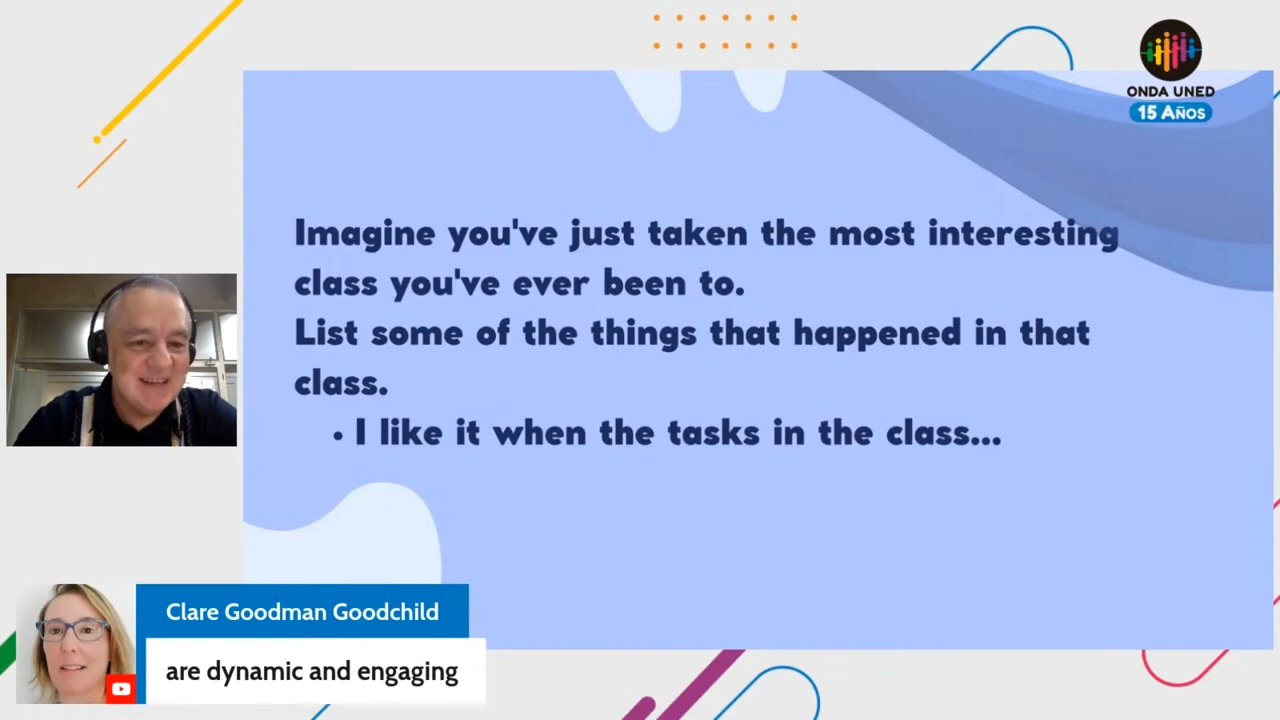 ONDA UNED
15 AÑOS
Imagine you've just taken the most interesting
class you've ever been to.
List some of the things that happened in that
class.
• I like it when the tasks in the class...
Clare Goodman Goodchild
are dynamic and engaging